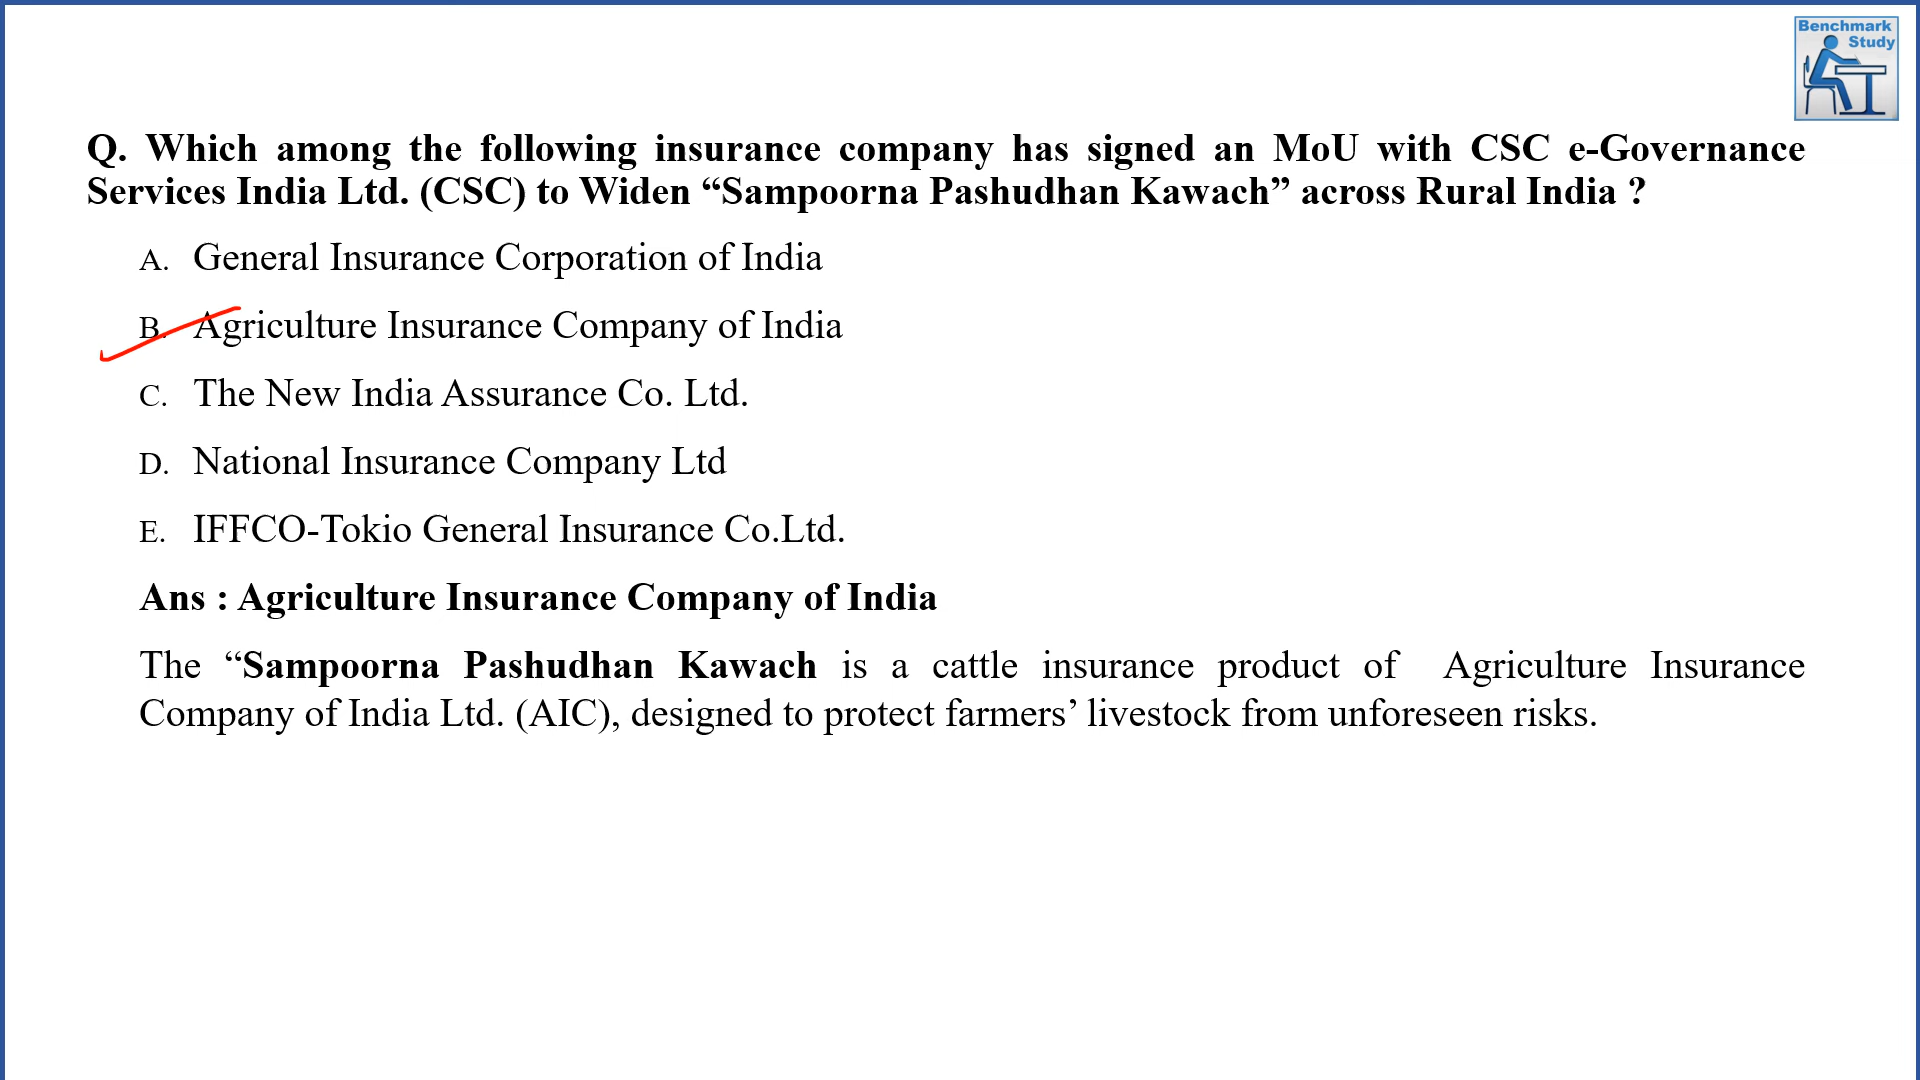 Benchmark
Study
Q. Which among the following insurance company has signed an MoU with CSC e-Governance
Services India Ltd. (CSC) to Widen “Sampoorna Pashudhan Kawach” across Rural India ?
A. General Insurance Corporation of India
B. Agriculture Insurance Company of India
C. The New India Assurance Co. Ltd.
D. National Insurance Company Ltd
E. IFFCO-Tokio General Insurance Co.Ltd.
Ans : Agriculture Insurance Company of India
The “Sampoorna Pashudhan Kawach is a cattle insurance product of Agriculture Insurance
Company of India Ltd. (AIC), designed to protect farmers’ livestock from unforeseen risks.